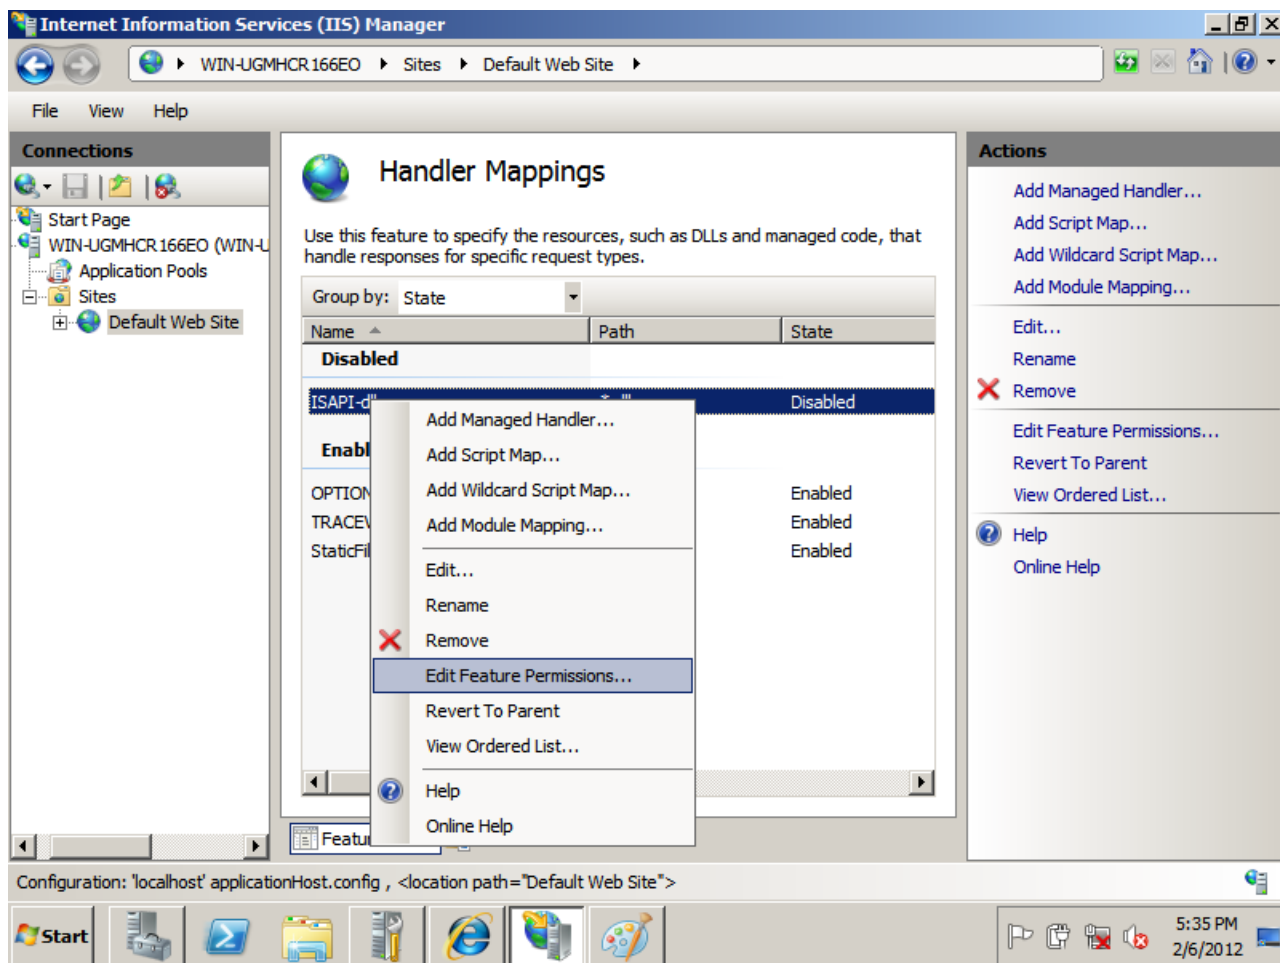 Internet Information Services (IIS) Manager
WIN-UGMHCR166EO Sites Default Web Site
File View Help
Connections
Start Page
WIN-UGMHCR166EO (WIN-U
Application Pools
Sites
Default Web Site
Handler Mappings
Use this feature to specify the resources, such as DLLs and managed code, that
handle responses for specific request types.
Group by: State
Name Path State
Disabled
ISAPI-dll Disabled
Enabl
OPTION Enabled
TRACEV Enabled
StaticFil Enabled
Add Managed Handler...
Add Script Map...
Add Wildcard Script Map...
Add Module Mapping...
Edit...
Rename
Remove
Edit Feature Permissions...
Revert To Parent
View Ordered List...
Help
Online Help
Featu
Actions
Add Managed Handler...
Add Script Map...
Add Wildcard Script Map...
Add Module Mapping...
Edit...
Rename
Remove
Edit Feature Permissions...
Revert To Parent
View Ordered List...
Help
Online Help
Configuration: 'localhost' applicationHost.config , <location path="Default Web Site">
Start
5:35 PM
2/6/2012